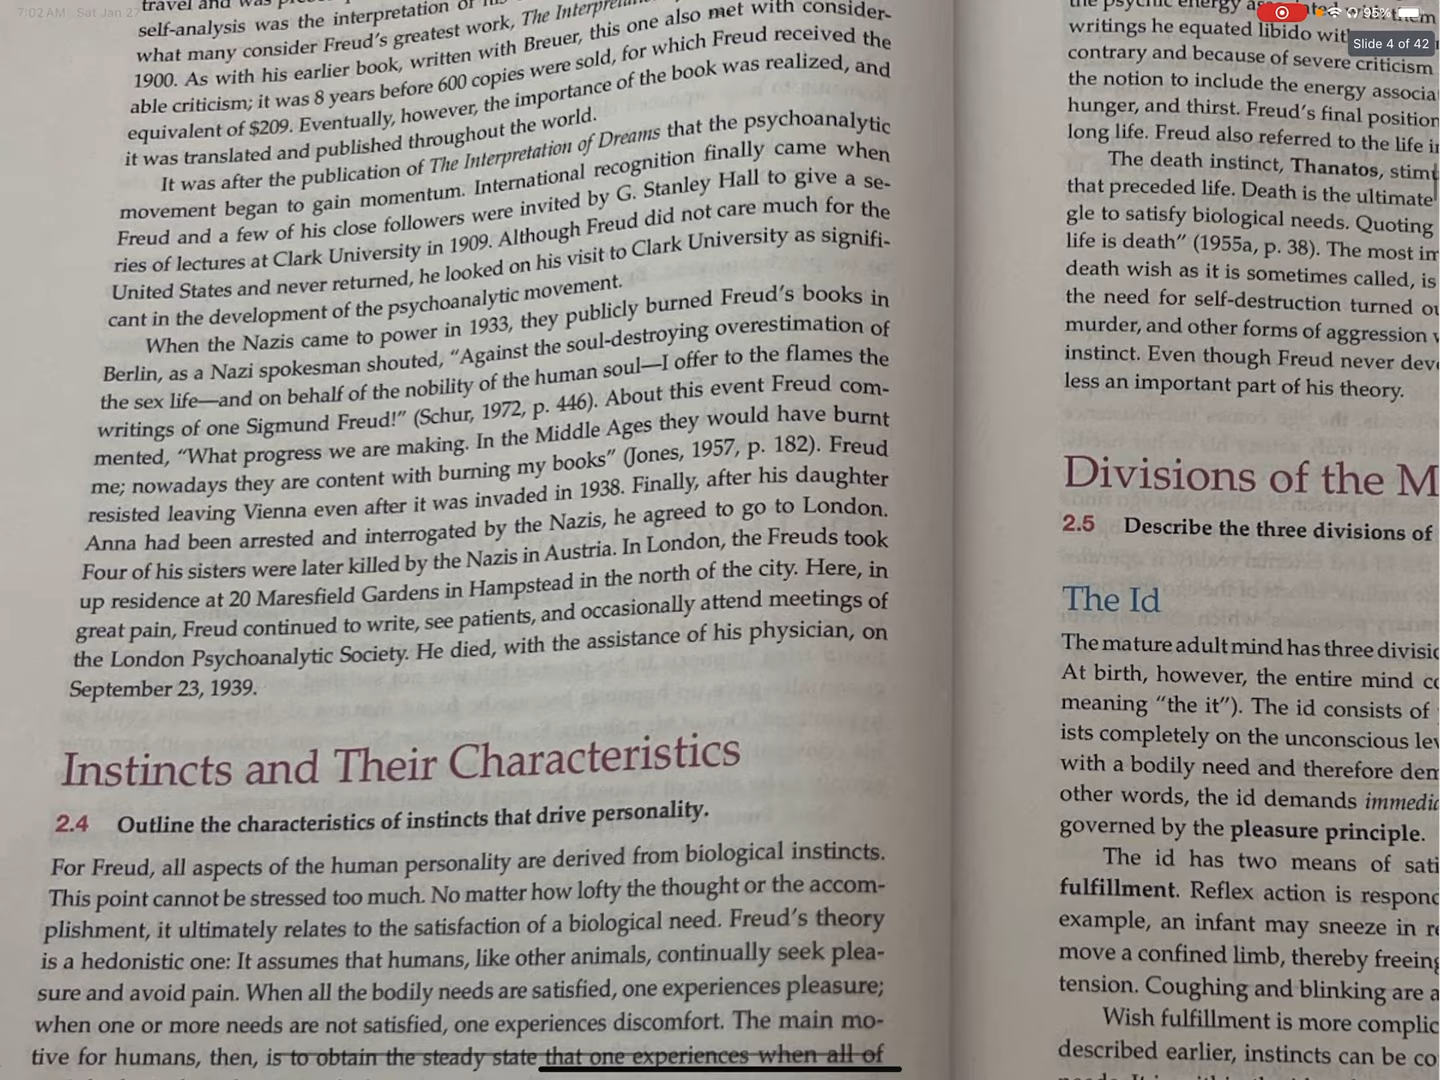 7:02 AM Sat Jan 27
95%
Slide 4 of 42
travel and was
self-analysis was the interpretation of his
what many consider Freud's greatest work, The
1900. As with his earlier book, written with Breuer, this one also met with consider-
able criticism; it was 8 years before 600 copies were sold, for which Freud received the
equivalent of $209. Eventually, however, the importance of the book was realized, and
it was translated and published throughout the world.
It was after the publication of The Interpretation of Dreams that the psychoanalytic
movement began to gain momentum. International recognition finally came when
Freud and a few of his close followers were invited by G. Stanley Hall to give a se-
ries of lectures at Clark University in 1909. Although Freud did not care much for the
United States and never returned, he looked on his visit to Clark University as signifi-
cant in the development of the psychoanalytic movement.
When the Nazis came to power in 1933, they publicly burned Freud's books in
Berlin, as a Nazi spokesman shouted, "Against the soul-destroying overestimation of
the sex life—and on behalf of the nobility of the human soul—I offer to the flames the
writings of one Sigmund Freud!" (Schur, 1972, p. 446). About this event Freud com-
mented, "What progress we are making. In the Middle Ages they would have burnt
me; nowadays they are content with burning my books" (Jones, 1957, p. 182). Freud
resisted leaving Vienna even after it was invaded in 1938. Finally, after his daughter
Anna had been arrested and interrogated by the Nazis, he agreed to go to London.
Four of his sisters were later killed by the Nazis in Austria. In London, the Freuds took
up residence at 20 Maresfield Gardens in Hampstead in the north of the city. Here, in
great pain, Freud continued to write, see patients, and occasionally attend meetings of
the London Psychoanalytic Society. He died, with the assistance of his physician, on
September 23, 1939.
Instincts and Their Characteristics
2.4 Outline the characteristics of instincts that drive personality.
For Freud, all aspects of the human personality are derived from biological instincts.
This point cannot be stressed too much. No matter how lofty the thought or the accom-
plishment, it ultimately relates to the satisfaction of a biological need. Freud's theory
is a hedonistic one: It assumes that humans, like other animals, continually seek plea-
sure and avoid pain. When all the bodily needs are satisfied, one experiences pleasure;
when one or more needs are not satisfied, one experiences discomfort. The main mo-
tive for humans, then, is to obtain the steady state that one experiences when all of
the psychic energy
writings he equated libido
contrary and because of severe criticism
the notion to include the energy associa
hunger, and thirst. Freud's final position
long life. Freud also referred to the life
The death instinct, Thanatos,
that preceded life. Death is the ultimate
gle to satisfy biological needs. Quoting
life is death" (1955a, p. 38). The most
death wish as it is sometimes called, is
the need for self-destruction turned
murder, and other forms of aggression
instinct. Even though Freud never
less an important part of his theory.
Divisions of the M
2.5 Describe the three divisions of
The Id
The mature adult mind has three
At birth, however, the entire mind
meaning "the it"). The id consists of
ists completely on the unconscious
with a bodily need and therefore
other words, the id demands
governed by the pleasure principle.
The id has two means of
fulfillment. Reflex action is
example, an infant may sneeze in
move a confined limb, thereby
tension. Coughing and blinking are
Wish fulfillment is more
described earlier, instincts can be